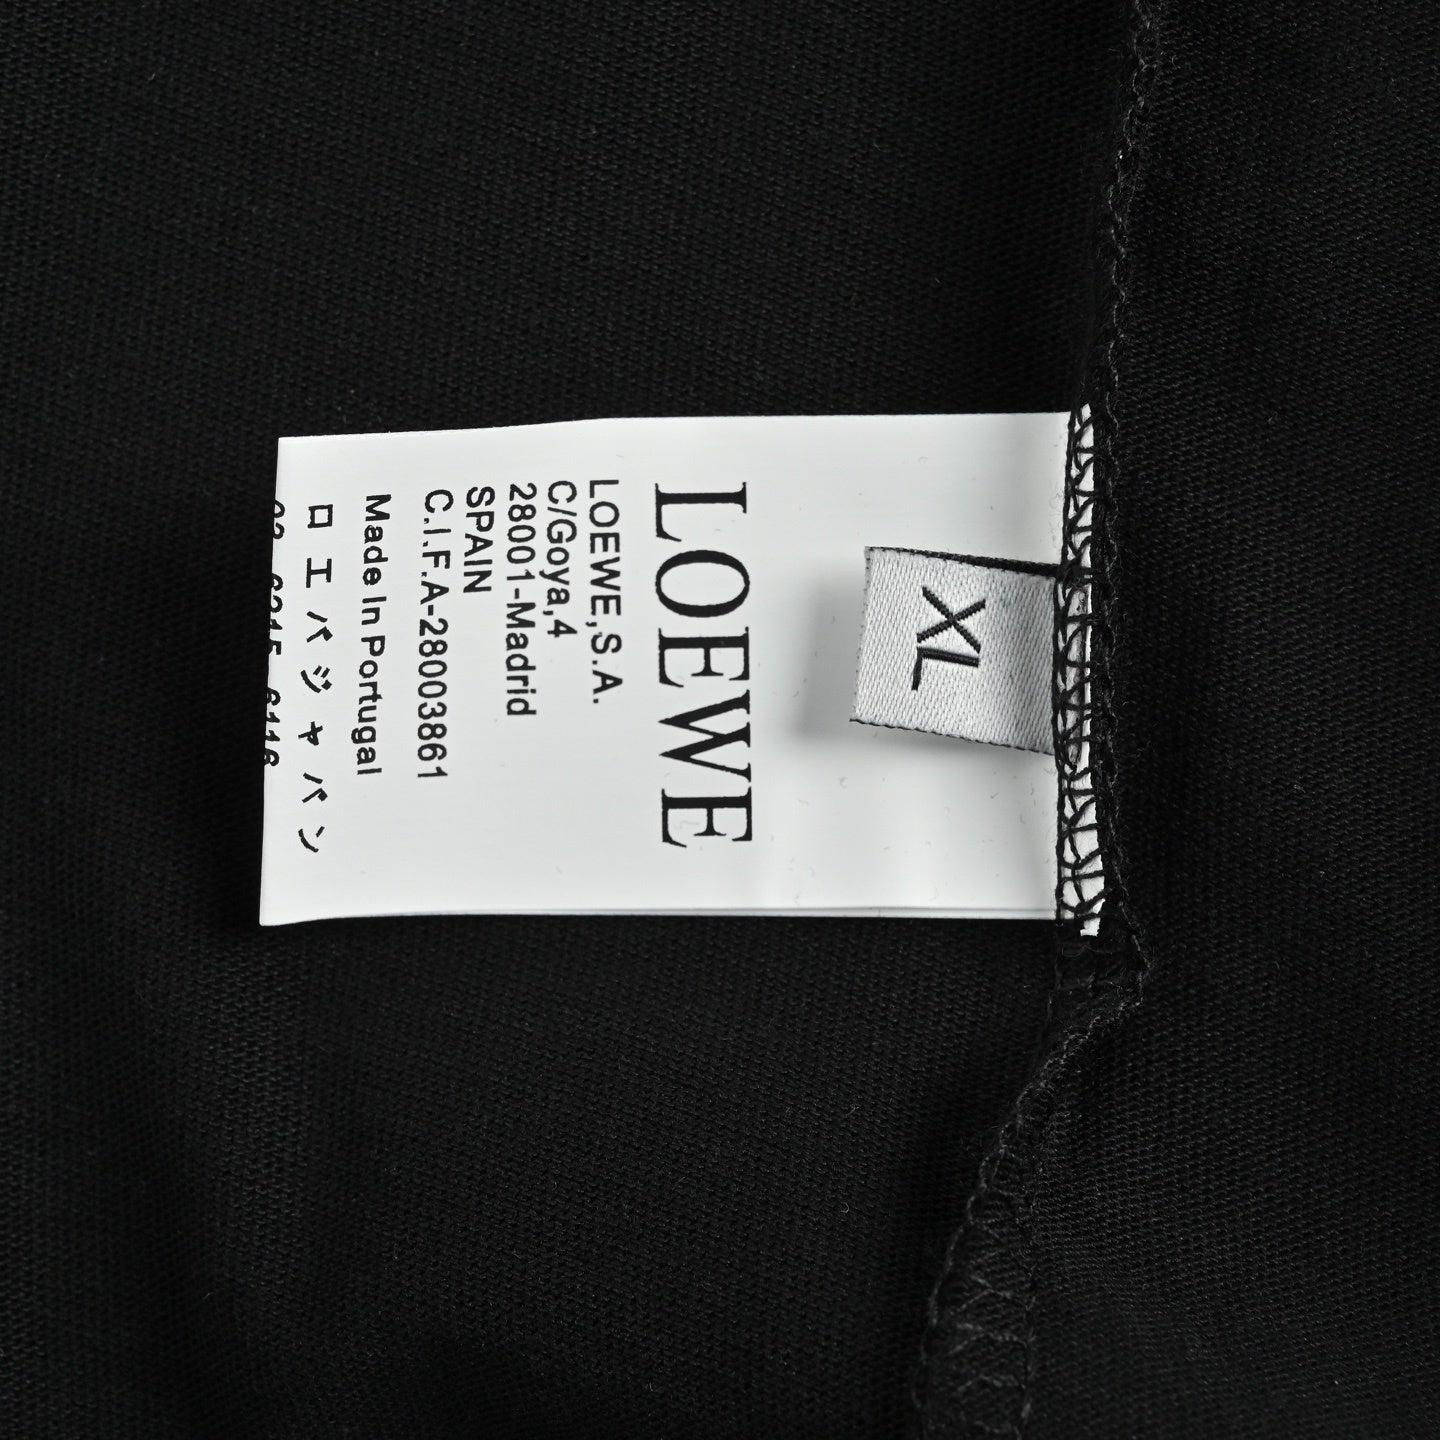 XL
LOEWE
LOEWE,S.A.
C/Goya,4
28001-Madrid
SPAIN
C.I.F.A-28003861
Made In Portugal
ロエベジャパン